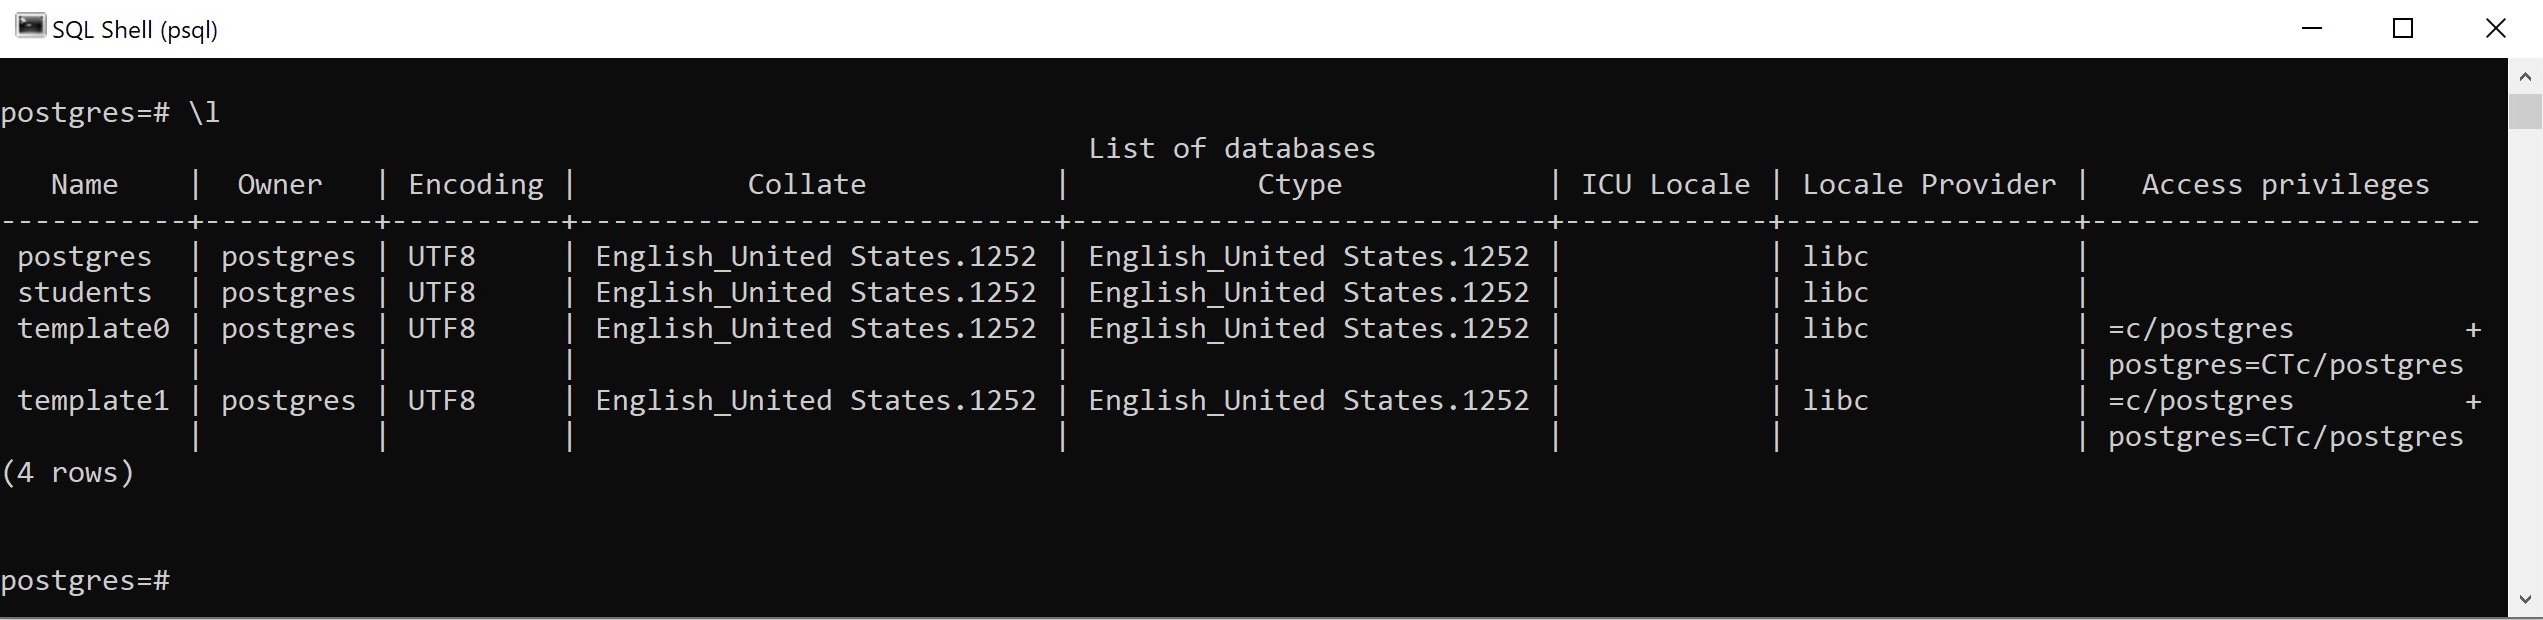 SQL Shell (psql)
postgres=# \l
List of databases
Name | Owner | Encoding | Collate | Ctype | ICU Locale | Locale Provider | Access privileges
-----------+----------+----------+----------------------------+----------------------------+------------+-----------------+-----------------------
postgres | postgres | UTF8 | English_United States.1252 | English_United States.1252 | | libc |
students | postgres | UTF8 | English_United States.1252 | English_United States.1252 | | libc |
template0 | postgres | UTF8 | English_United States.1252 | English_United States.1252 | | libc | =c/postgres +
| | | | | | | postgres=CTc/postgres
template1 | postgres | UTF8 | English_United States.1252 | English_United States.1252 | | libc | =c/postgres +
| | | | | | | postgres=CTc/postgres
(4 rows)
postgres=#